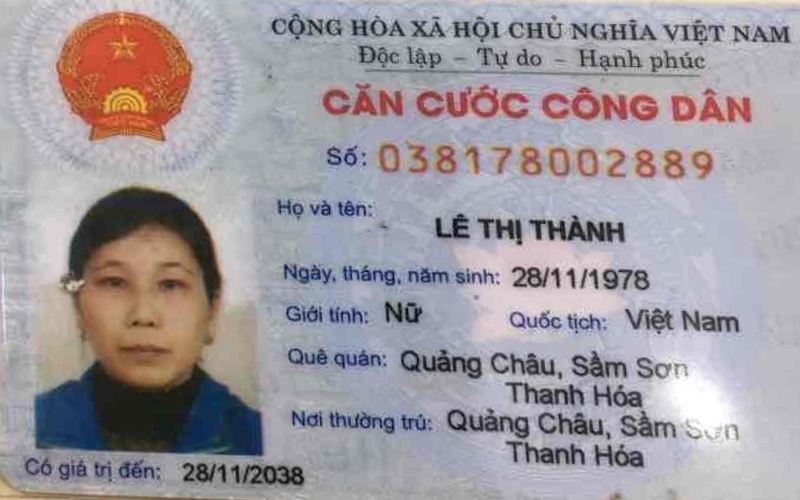 CỘNG HÒA XÃ HỘI CHỦ NGHĨA VIỆT NAM
Độc lập – Tự do – Hạnh phúc
CĂN CƯỚC CÔNG DÂN
Số: 038178002889
Họ và tên: LÊ THỊ THÀNH
Ngày, tháng, năm sinh: 28/11/1978
Giới tính: Nữ Quốc tịch: Việt Nam
Quê quán: Quảng Châu, Sầm Sơn
Thanh Hóa
Nơi thường trú: Quảng Châu, Sầm Sơn
Thanh Hóa
Có giá trị đến: 28/11/2038